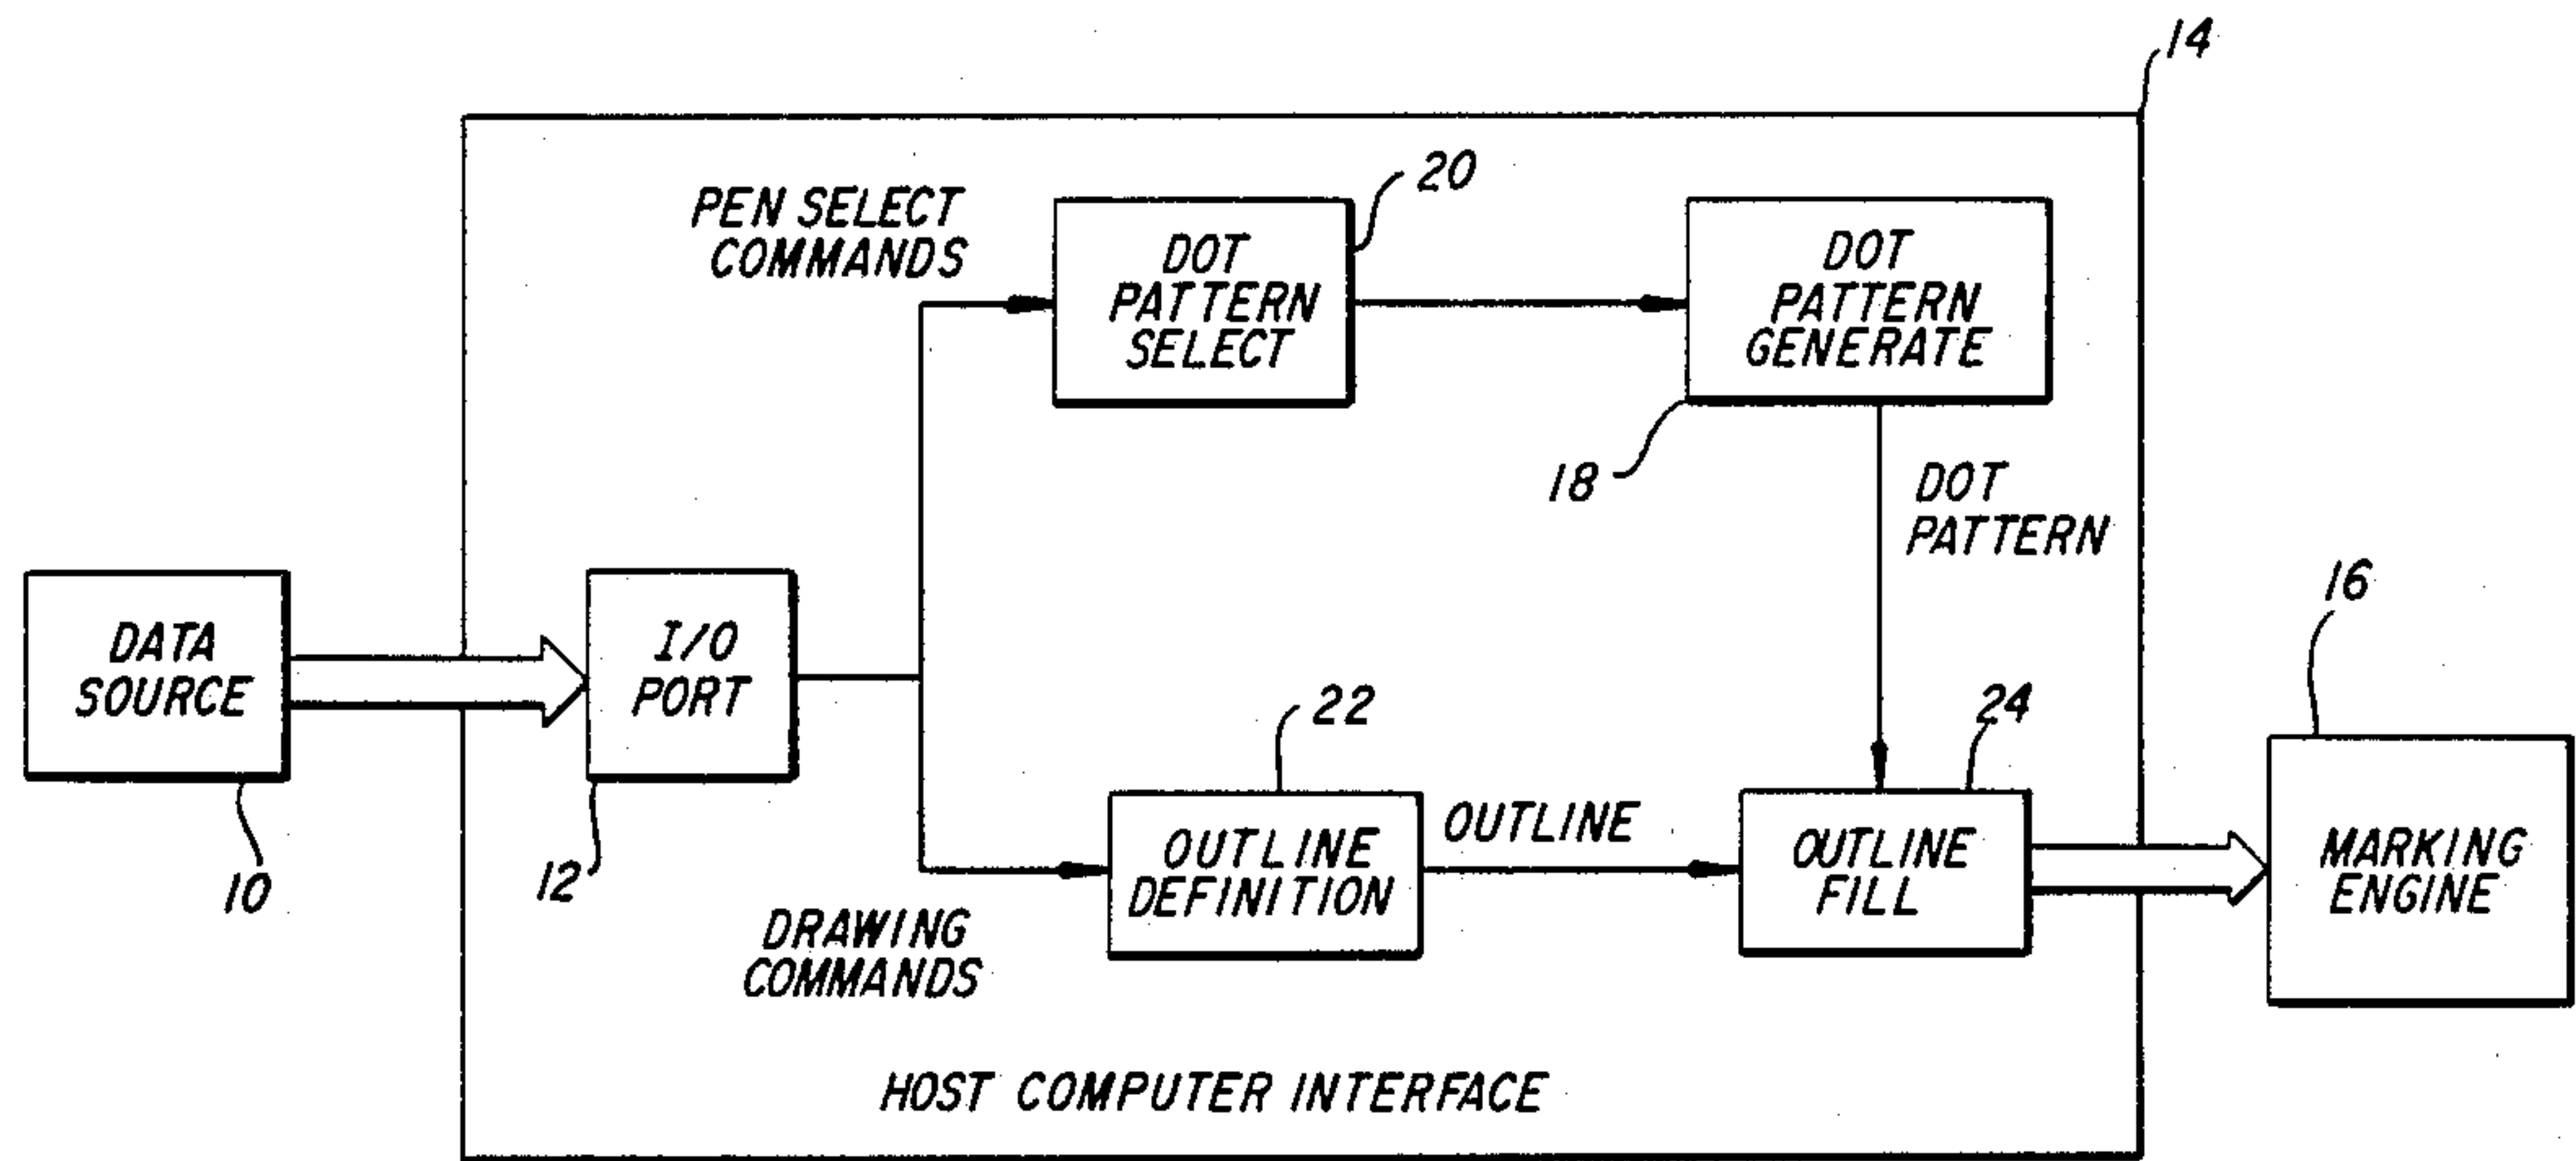 14
PEN SELECT
COMMANDS
20
DOT
PATTERN
SELECT
DOT
PATTERN
GENERATE
18
DOT
PATTERN
DATA
SOURCE
10
I/O
PORT
12
22
OUTLINE
DEFINITION
OUTLINE
24
OUTLINE
FILL
16
MARKING
ENGINE
DRAWING
COMMANDS
HOST COMPUTER INTERFACE